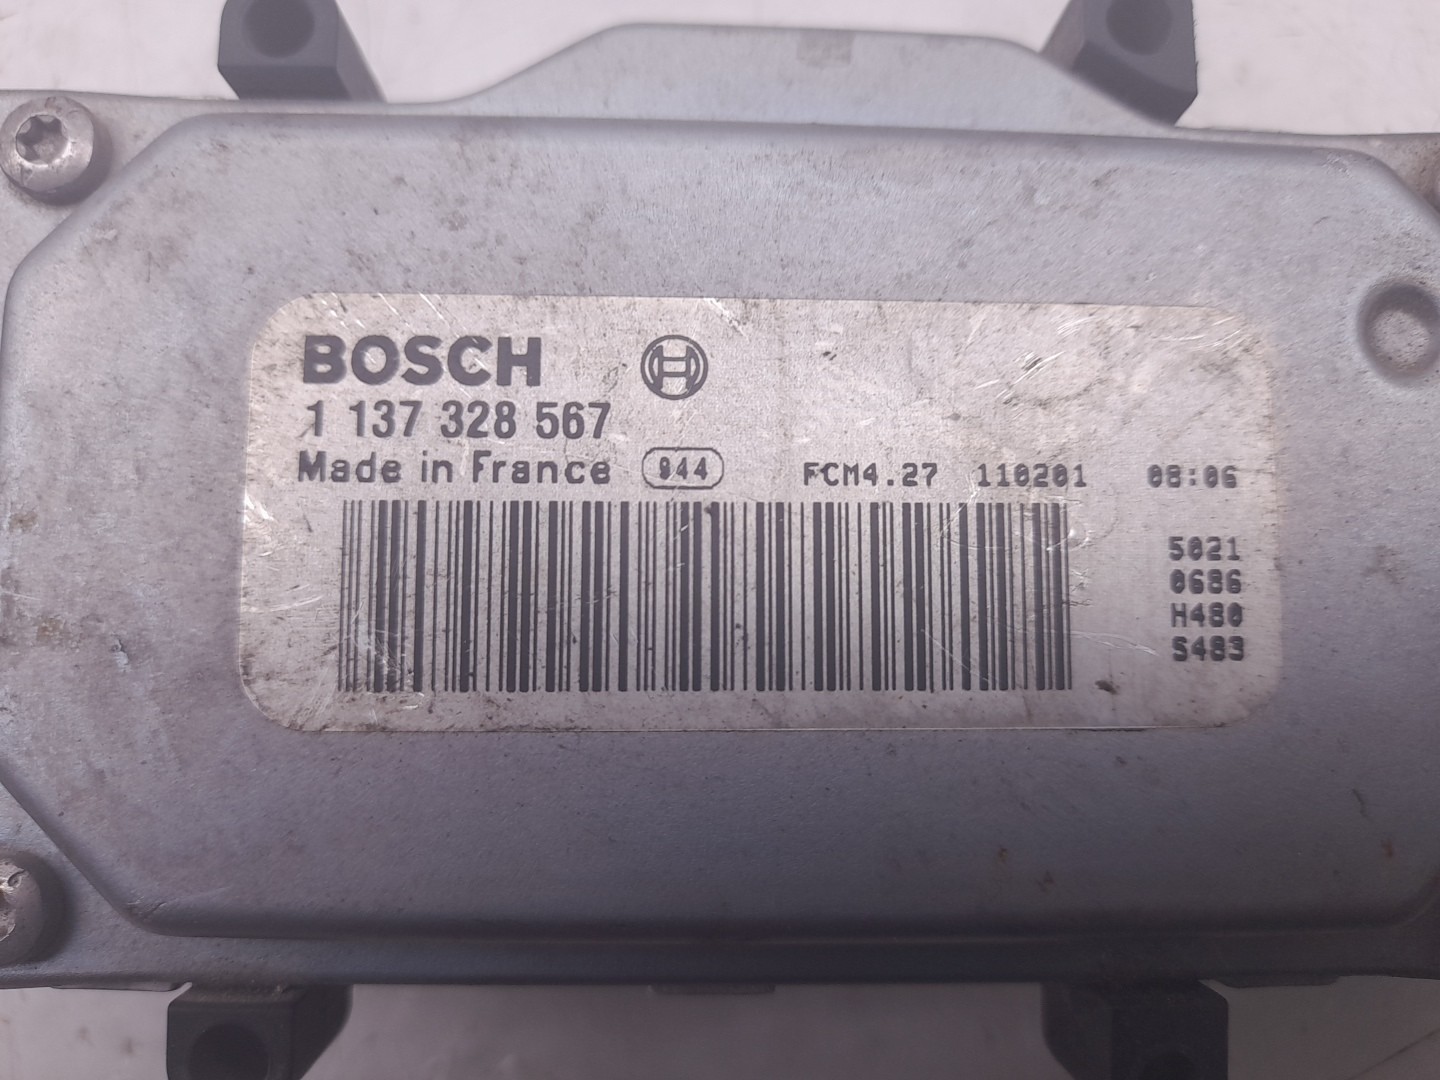 BOSCH
1 137 328 567
Made in France 944 FCM4.27 110201 08:06
5021
0686
H480
S483